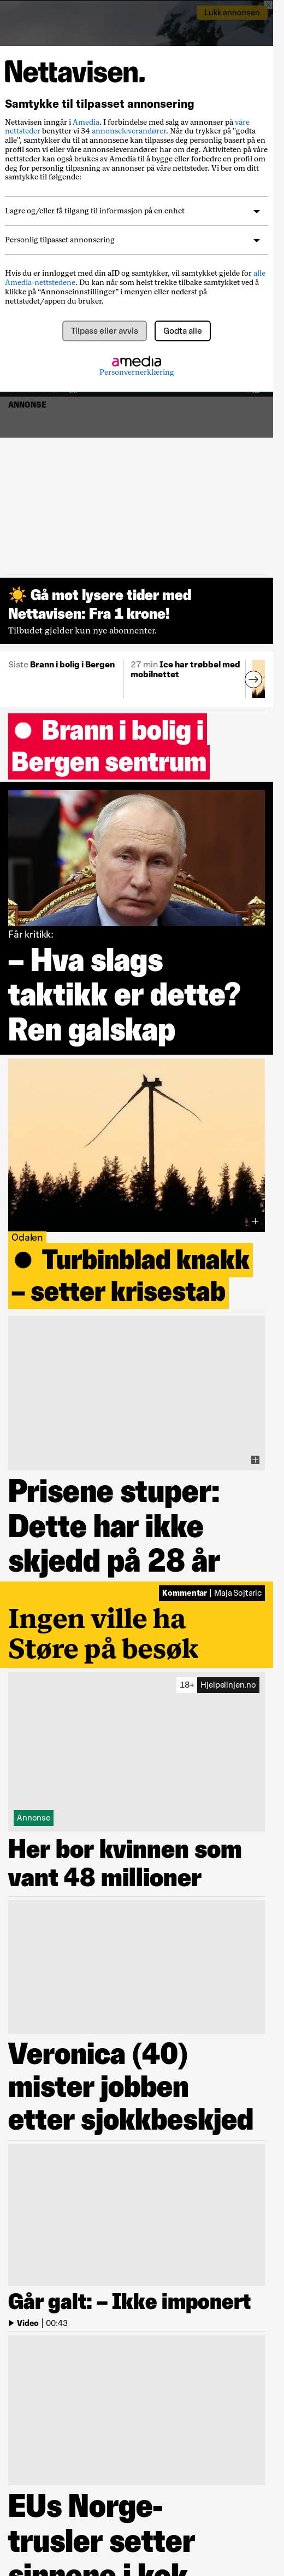 Lukk annonsen
Nettavisen.
Samtykke til tilpasset annonsering
Nettavisen inngår i Amedia. I forbindelse med salg av annonser på våre
nettsteder benytter vi 34 annonseleverandører. Når du trykker på "godta
alle", samtykker du til at annonsene kan tilpasses deg personlig basert på en
profil som vi eller våre annonseleverandører har om deg. Aktiviteten på våre
nettsteder kan også brukes av Amedia til å bygge eller forbedre en profil om
deg for personlig tilpasning av annonser på våre nettsteder. Vi ber om ditt
samtykke til følgende:
Lagre og/eller få tilgang til informasjon på en enhet
Personlig tilpasset annonsering
Hvis du er innlogget med din aID og samtykker, vil samtykket gjelde for alle
Amedia-nettstedene. Du kan når som helst trekke tilbake samtykket ved å
klikke på “Annonseinnstillinger” i menyen eller nederst på
nettstedet/appen du bruker.
Tilpass eller avvis
Godta alle
amedia
Personvernerklæring
ANNONSE
☀️ Gå mot lysere tider med
Nettavisen: Fra 1 krone!
Tilbudet gjelder kun nye abonnenter.
Siste Brann i bolig i Bergen
27 min Ice har trøbbel med
mobilnettet
Brann i bolig i
Bergen sentrum
Får kritikk:
– Hva slags
taktikk er dette?
Ren galskap
Odalen
Turbinblad knakk
– setter krisestab
Prisene stuper:
Dette har ikke
skjedd på 28 år
Kommentar | Maja Sojtaric
Ingen ville ha
Støre på besøk
18+ Hjelpelinjen.no
Annonse
Her bor kvinnen som
vant 48 millioner
Veronica (40)
mister jobben
etter sjokkbeskjed
Går galt: – Ikke imponert
Video | 00:43
EUs Norge-
trusler setter
sinnene i kok